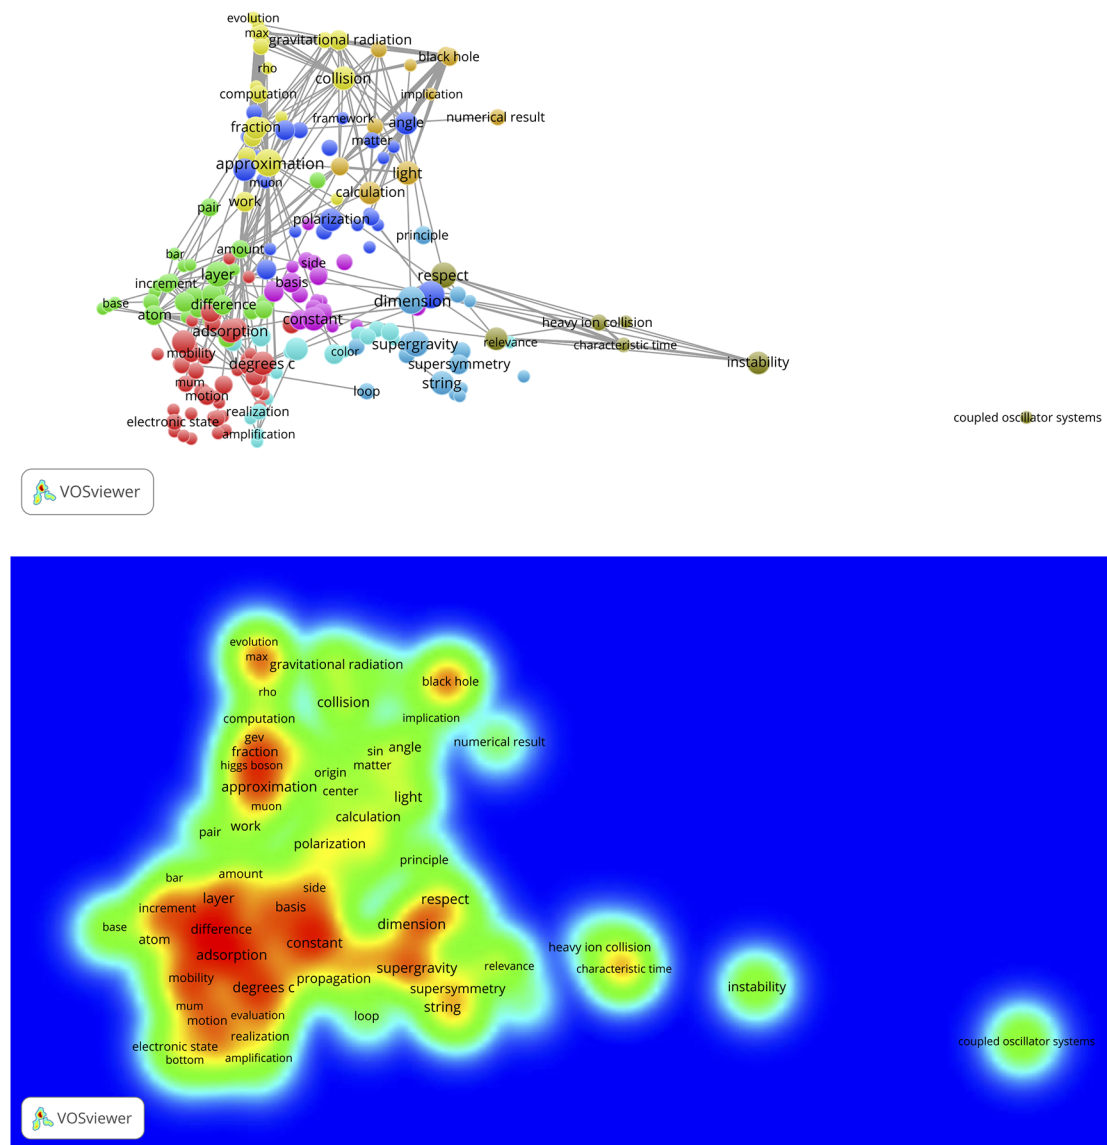 evolution
max
gravitational radiation
black hole
rho
collision
computation
implication
fraction
framework
angle
numerical result
matter
approximation
muon
light
calculation
work
pair
polarization
principle
amount
bar
side
layer
respect
increment
basis
base
difference
dimension
atom
constant
heavy ion collision
adsorption
supergravity
relevance
characteristic time
mobility
color
degrees c
supersymmetry
instability
mum
string
motion
loop
realization
coupled oscillator systems
electronic state
amplification
VOSviewer
evolution
max
gravitational radiation
black hole
rho
collision
computation
implication
gev
numerical result
fraction
sin
angle
higgs boson
matter
origin
approximation
center
muon
light
calculation
work
pair
polarization
principle
amount
bar
side
layer
respect
increment
basis
base
difference
dimension
atom
constant
heavy ion collision
adsorption
supergravity
relevance
characteristic time
mobility
propagation
degrees c
supersymmetry
instability
mum
string
motion
evaluation
loop
realization
coupled oscillator systems
electronic state
bottom
amplification
VOSviewer